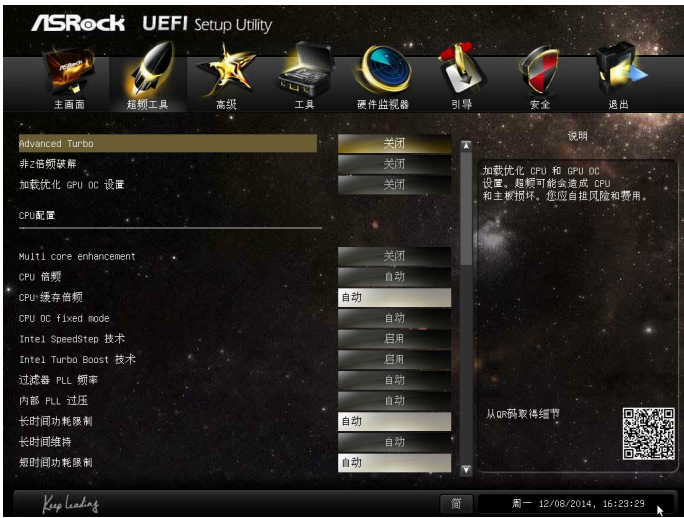 ASRock UEFI Setup Utility
主画面 超频工具 高级 工具 硬件监视器 引导 安全 退出
Advanced Turbo 关闭
非Z倍频破解 关闭
加载优化 GPU OC 设置 关闭
CPU配置
Multi core enhancement 关闭
CPU 倍频 自动
CPU 缓存倍频 自动
CPU OC fixed mode 自动
Intel SpeedStep 技术 启用
Intel Turbo Boost 技术 启用
过滤器 PLL 频率 自动
内部 PLL 过压 自动
长时间功耗限制 自动
长时间维持 自动
短时间功耗限制 自动
说明
加载优化 CPU 和 GPU OC
设置。超频可能会造成 CPU
和主板损坏。您应自担风险和费用。
从QR码取得细节
Keep Leading
简
周一 12/08/2014, 16:23:29